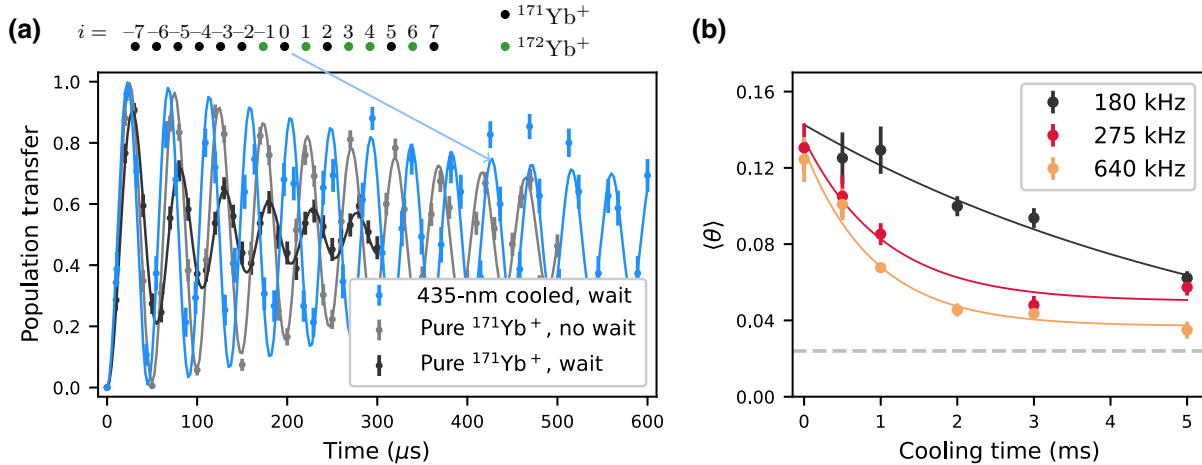 (a)
i = −7 −6 −5 −4 −3 −2 −1 0 1 2 3 4 5 6 7
¹⁷¹Yb⁺
¹⁷²Yb⁺
Population transfer
1.0
0.8
0.6
0.4
0.2
0.0
435-nm cooled, wait
Pure ¹⁷¹Yb⁺, no wait
Pure ¹⁷¹Yb⁺, wait
0 100 200 300 400 500 600
Time (μs)
(b)
⟨θ⟩
0.16
0.12
0.08
0.04
0.00
180 kHz
275 kHz
640 kHz
0 1 2 3 4 5
Cooling time (ms)